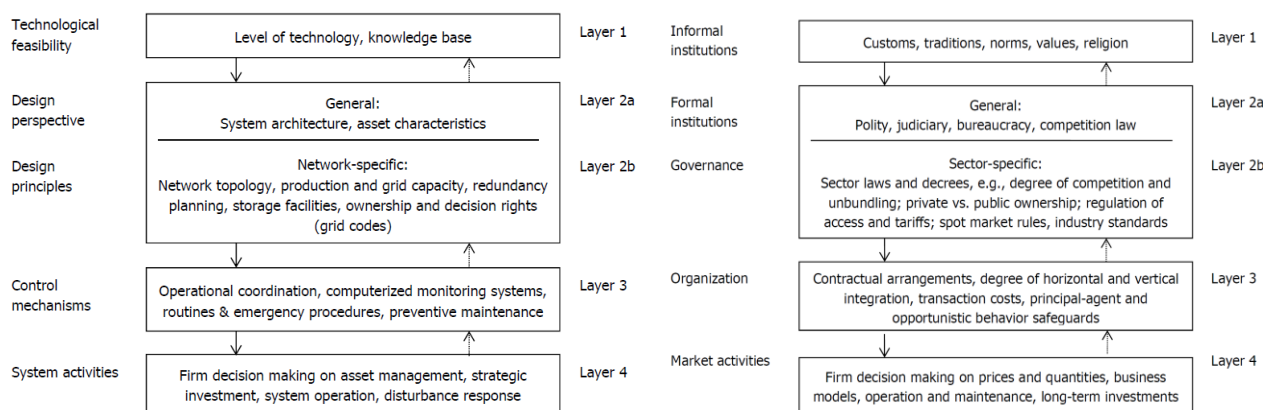 Technological
feasibility
Level of technology, knowledge base
Layer 1
Design
perspective
General:
System architecture, asset characteristics
Layer 2a
Design
principles
Network-specific:
Network topology, production and grid capacity, redundancy
planning, storage facilities, ownership and decision rights
(grid codes)
Layer 2b
Control
mechanisms
Operational coordination, computerized monitoring systems,
routines & emergency procedures, preventive maintenance
Layer 3
System activities
Firm decision making on asset management, strategic
investment, system operation, disturbance response
Layer 4
Informal
institutions
Customs, traditions, norms, values, religion
Layer 1
Formal
institutions
General:
Polity, judiciary, bureaucracy, competition law
Layer 2a
Governance
Sector-specific:
Sector laws and decrees, e.g., degree of competition and
unbundling; private vs. public ownership; regulation of
access and tariffs; spot market rules, industry standards
Layer 2b
Organization
Contractual arrangements, degree of horizontal and vertical
integration, transaction costs, principal-agent and
opportunistic behavior safeguards
Layer 3
Market activities
Firm decision making on prices and quantities, business
models, operation and maintenance, long-term investments
Layer 4